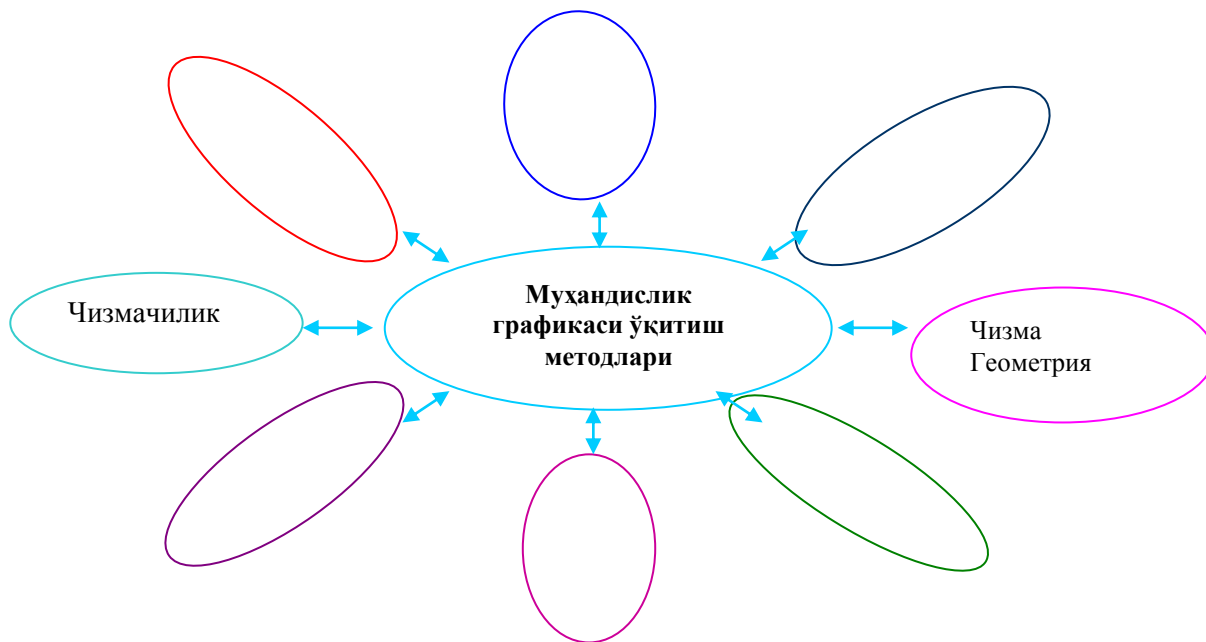 Чизмачилик
Муҳандислик
графикаси ўқитиш
методлари
Чизма
Геометрия